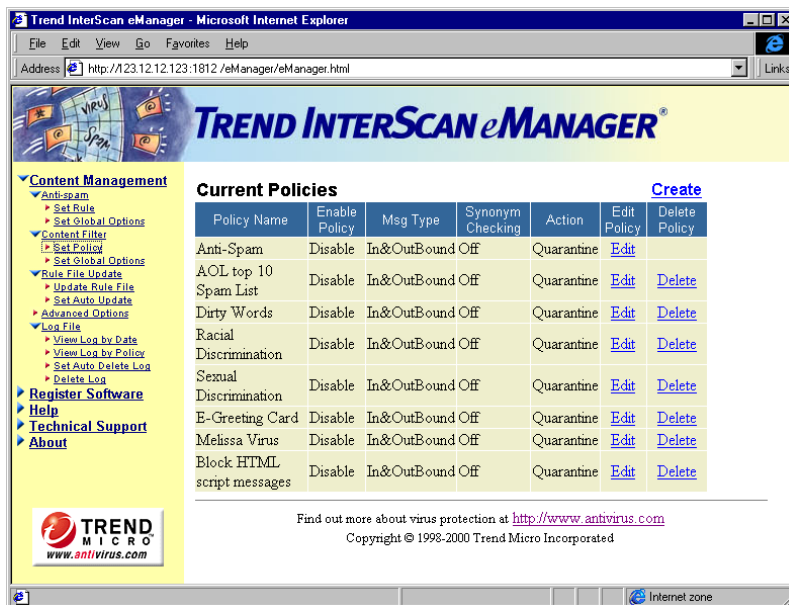 Trend InterScan eManager - Microsoft Internet Explorer
File Edit View Go Favorites Help
Address http://123.12.12.123:1812 /eManager/eManager.html Links
VIRUS
Spam
TREND INTERSCAN eMANAGER®
Content Management
Anti-spam
Set Rule
Set Global Options
Content Filter
Set Policy
Set Global Options
Rule File Update
Update Rule File
Set Auto Update
Advanced Options
Log File
View Log by Date
View Log by Policy
Set Auto Delete Log
Delete Log
Register Software
Help
Technical Support
About
TREND
MICRO™
www.antivirus.com
Current Policies Create
Policy Name Enable Policy Msg Type Synonym Checking Action Edit Policy Delete Policy
Anti-Spam Disable In&OutBound Off Quarantine Edit
AOL top 10 Spam List Disable In&OutBound Off Quarantine Edit Delete
Dirty Words Disable In&OutBound Off Quarantine Edit Delete
Racial Discrimination Disable In&OutBound Off Quarantine Edit Delete
Sexual Discrimination Disable In&OutBound Off Quarantine Edit Delete
E-Greeting Card Disable In&OutBound Off Quarantine Edit Delete
Melissa Virus Disable In&OutBound Off Quarantine Edit Delete
Block HTML script messages Disable In&OutBound Off Quarantine Edit Delete
Find out more about virus protection at http://www.antivirus.com
Copyright © 1998-2000 Trend Micro Incorporated
Internet zone